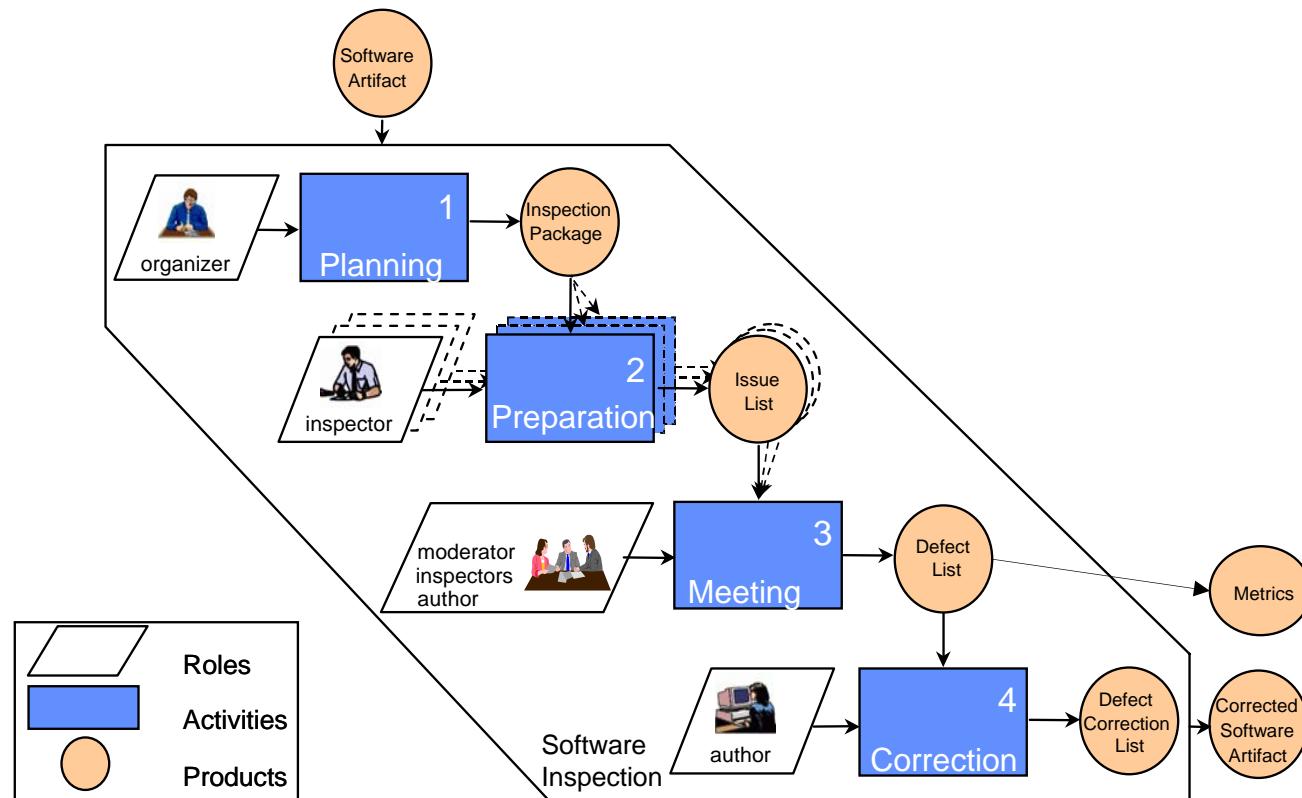 Software
Artifact
1
Planning
organizer
Inspection
Package
2
Preparation
inspector
Issue
List
3
Meeting
moderator
inspectors
author
Defect
List
Metrics
Roles
Activities
Products
Software
Inspection
author
4
Correction
Defect
Correction
List
Corrected
Software
Artifact